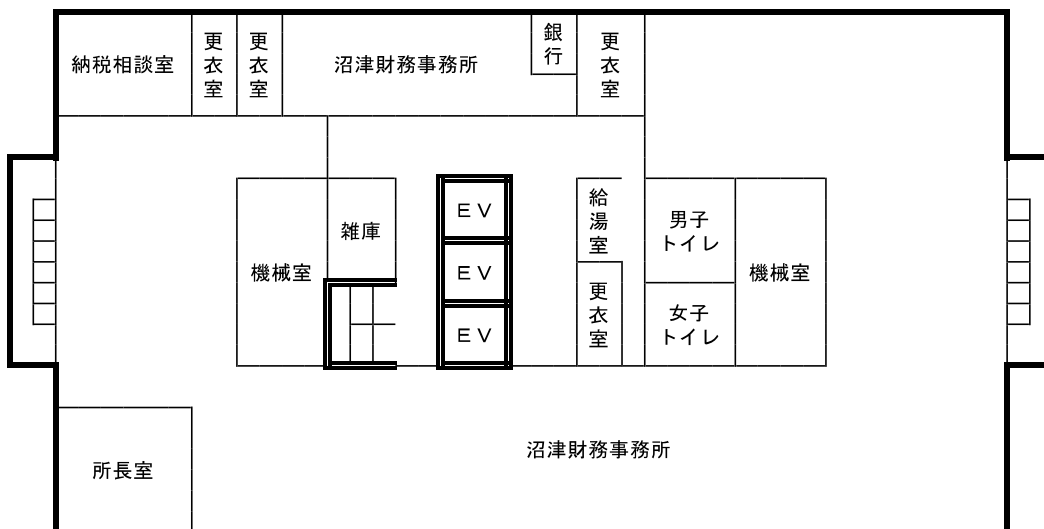 納税相談室
更衣室
更衣室
沼津財務事務所
銀行
更衣室
機械室
雑庫
ＥＶ
ＥＶ
ＥＶ
給湯室
更衣室
男子
トイレ
女子
トイレ
機械室
所長室
沼津財務事務所